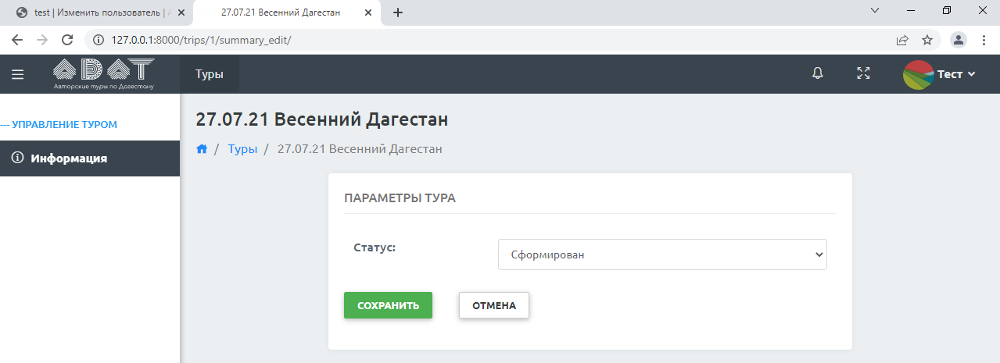 test | Изменить пользователь |
27.07.21 Весенний Дагестан
127.0.0.1:8000/trips/1/summary_edit/
АДАТ
Авторские туры по Дагестану
Туры
Тест
--- УПРАВЛЕНИЕ ТУРОМ
Информация
27.07.21 Весенний Дагестан
/ Туры / 27.07.21 Весенний Дагестан
ПАРАМЕТРЫ ТУРА
Статус:
Сформирован
СОХРАНИТЬ
ОТМЕНА